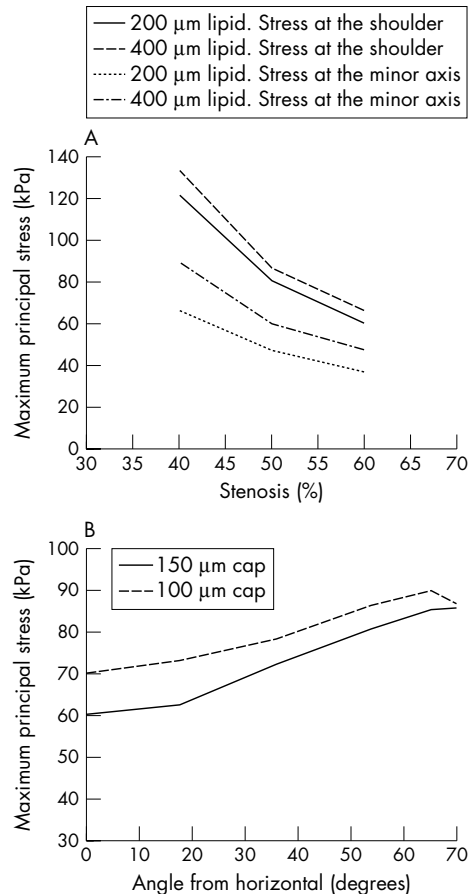 200 μm lipid. Stress at the shoulder
400 μm lipid. Stress at the shoulder
200 μm lipid. Stress at the minor axis
400 μm lipid. Stress at the minor axis
A
140
120
100
80
60
40
20
0
Maximum principal stress (kPa)
30 35 40 45 50 55 60 65 70
Stenosis (%)
B
150 μm cap
100 μm cap
100
90
80
70
60
50
40
30
Maximum principal stress (kPa)
0 10 20 30 40 50 60 70
Angle from horizontal (degrees)